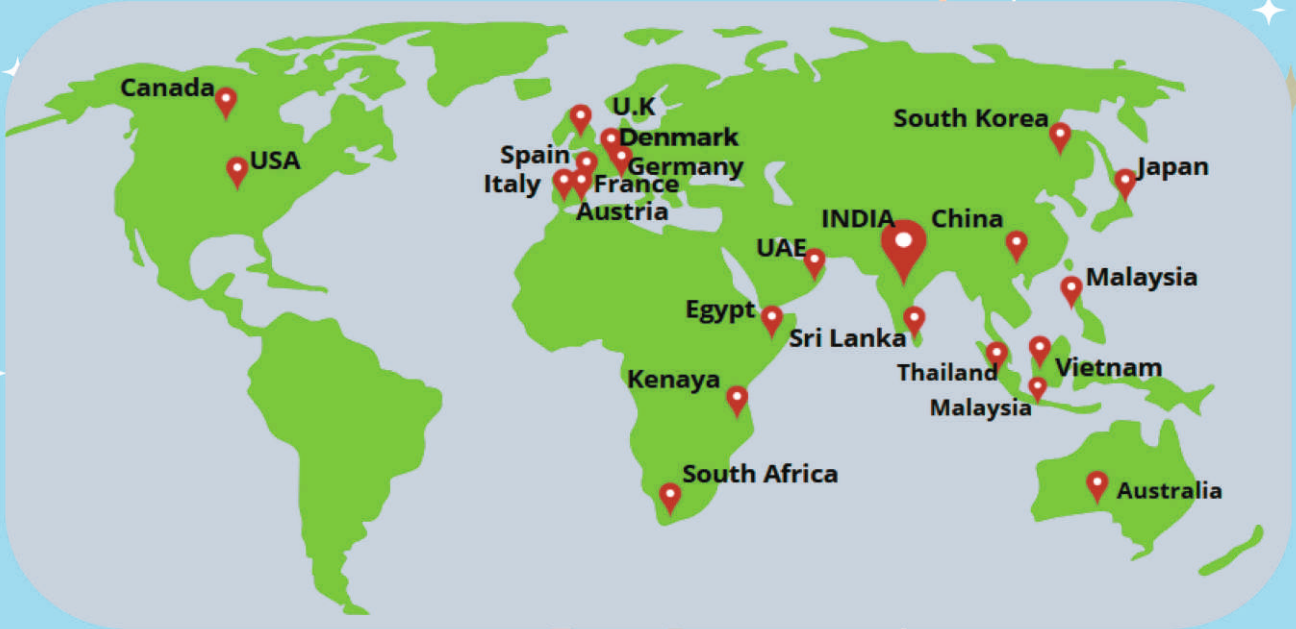 Canada
U.K
South Korea
Denmark
Spain
USA
Germany
Japan
Italy
France
Austria
INDIA
China
UAE
Malaysia
Egypt
Sri Lanka
Vietnam
Thailand
Kenaya
Malaysia
South Africa
Australia